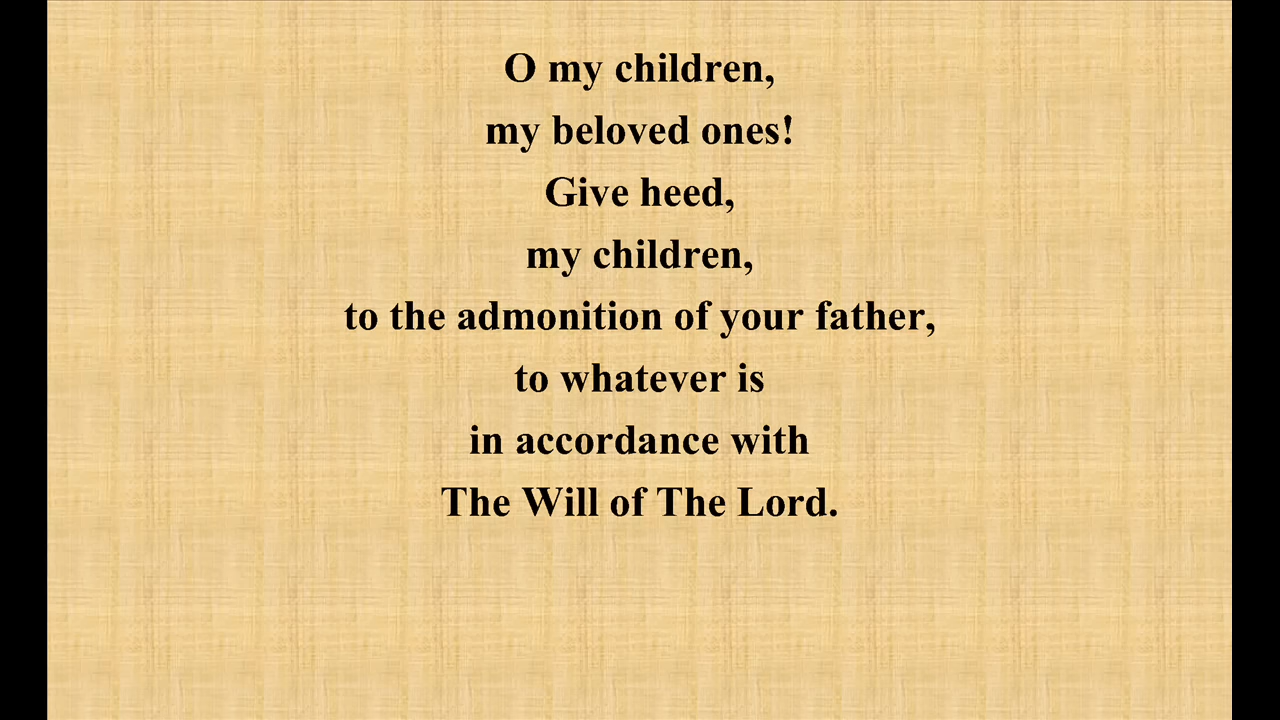 O my children,
my beloved ones!
Give heed,
my children,
to the admonition of your father,
to whatever is
in accordance with
The Will of The Lord.